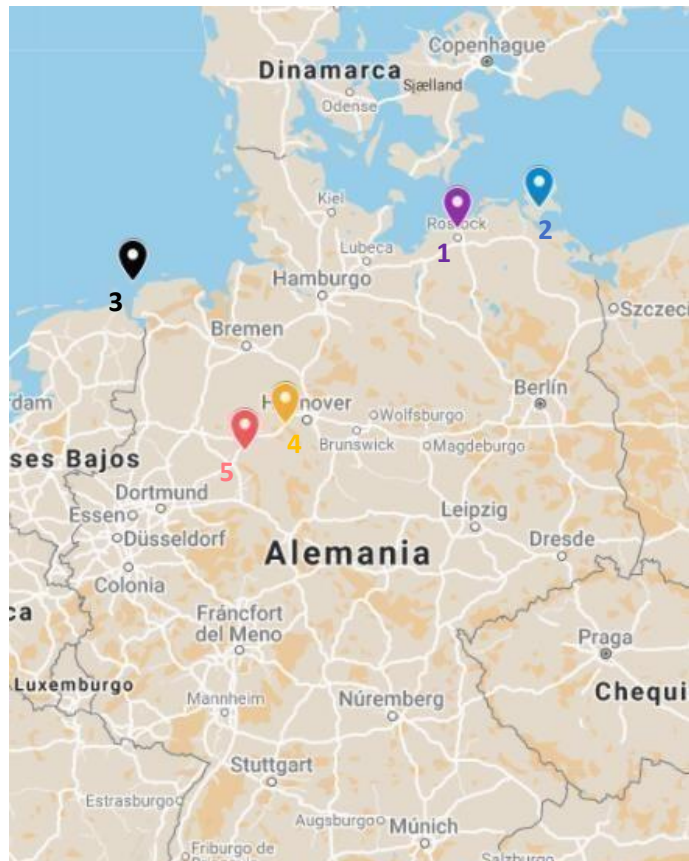 Copenhague
Dinamarca
Sjælland
Odense
Kiel
Rostock
1
2
Lubeca
3
Hamburgo
Szczeci
Bremen
dam
Berlín
Hannover
Wolfsburgo
4
Brunswick
Magdeburgo
ses Bajos
5
Dortmund
Essen
Leipzig
Düsseldorf
Dresde
Alemania
Colonia
ca
Fráncfort
del Meno
Praga
Luxemburgo
Chequi
Mannheim
Núremberg
Stuttgart
Estrasburgo
Augsburgo
Múnich
Friburgo de
Salzburgo